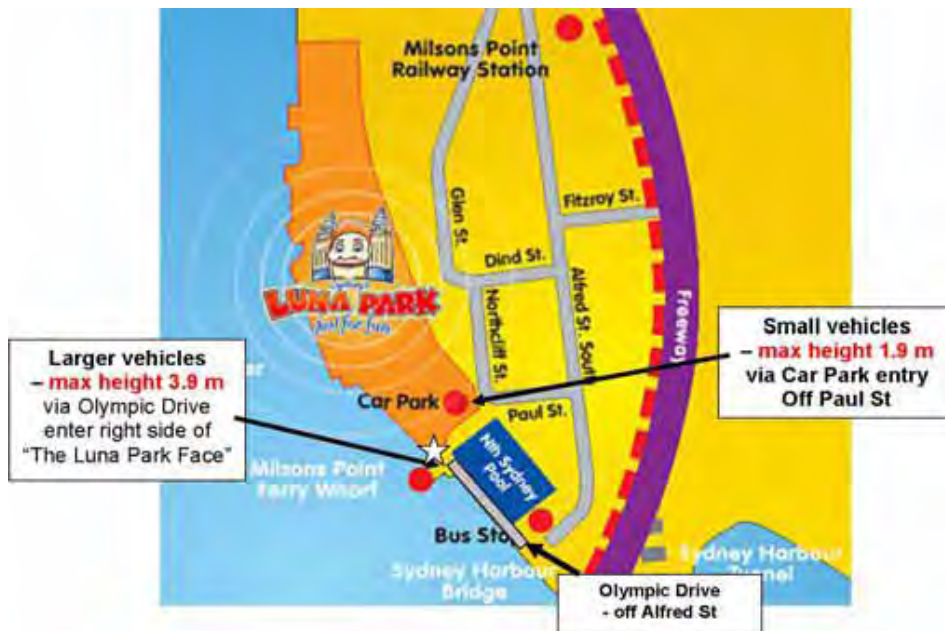 Milsons Point
Railway Station
Glen St.
Fitzroy St.
Dind St.
Northcliff St.
Alfred St. South
Freeway
LUNA PARK
Just for fun
Larger vehicles
– max height 3.9 m
via Olympic Drive
enter right side of
“The Luna Park Face”
Small vehicles
– max height 1.9 m
via Car Park entry
Off Paul St
Car Park
Paul St.
Nth Sydney
Pool
Milsons Point
Ferry Wharf
Bus Stop
Sydney Harbour
Bridge
Sydney Harbour
Tunnel
Olympic Drive
- off Alfred St